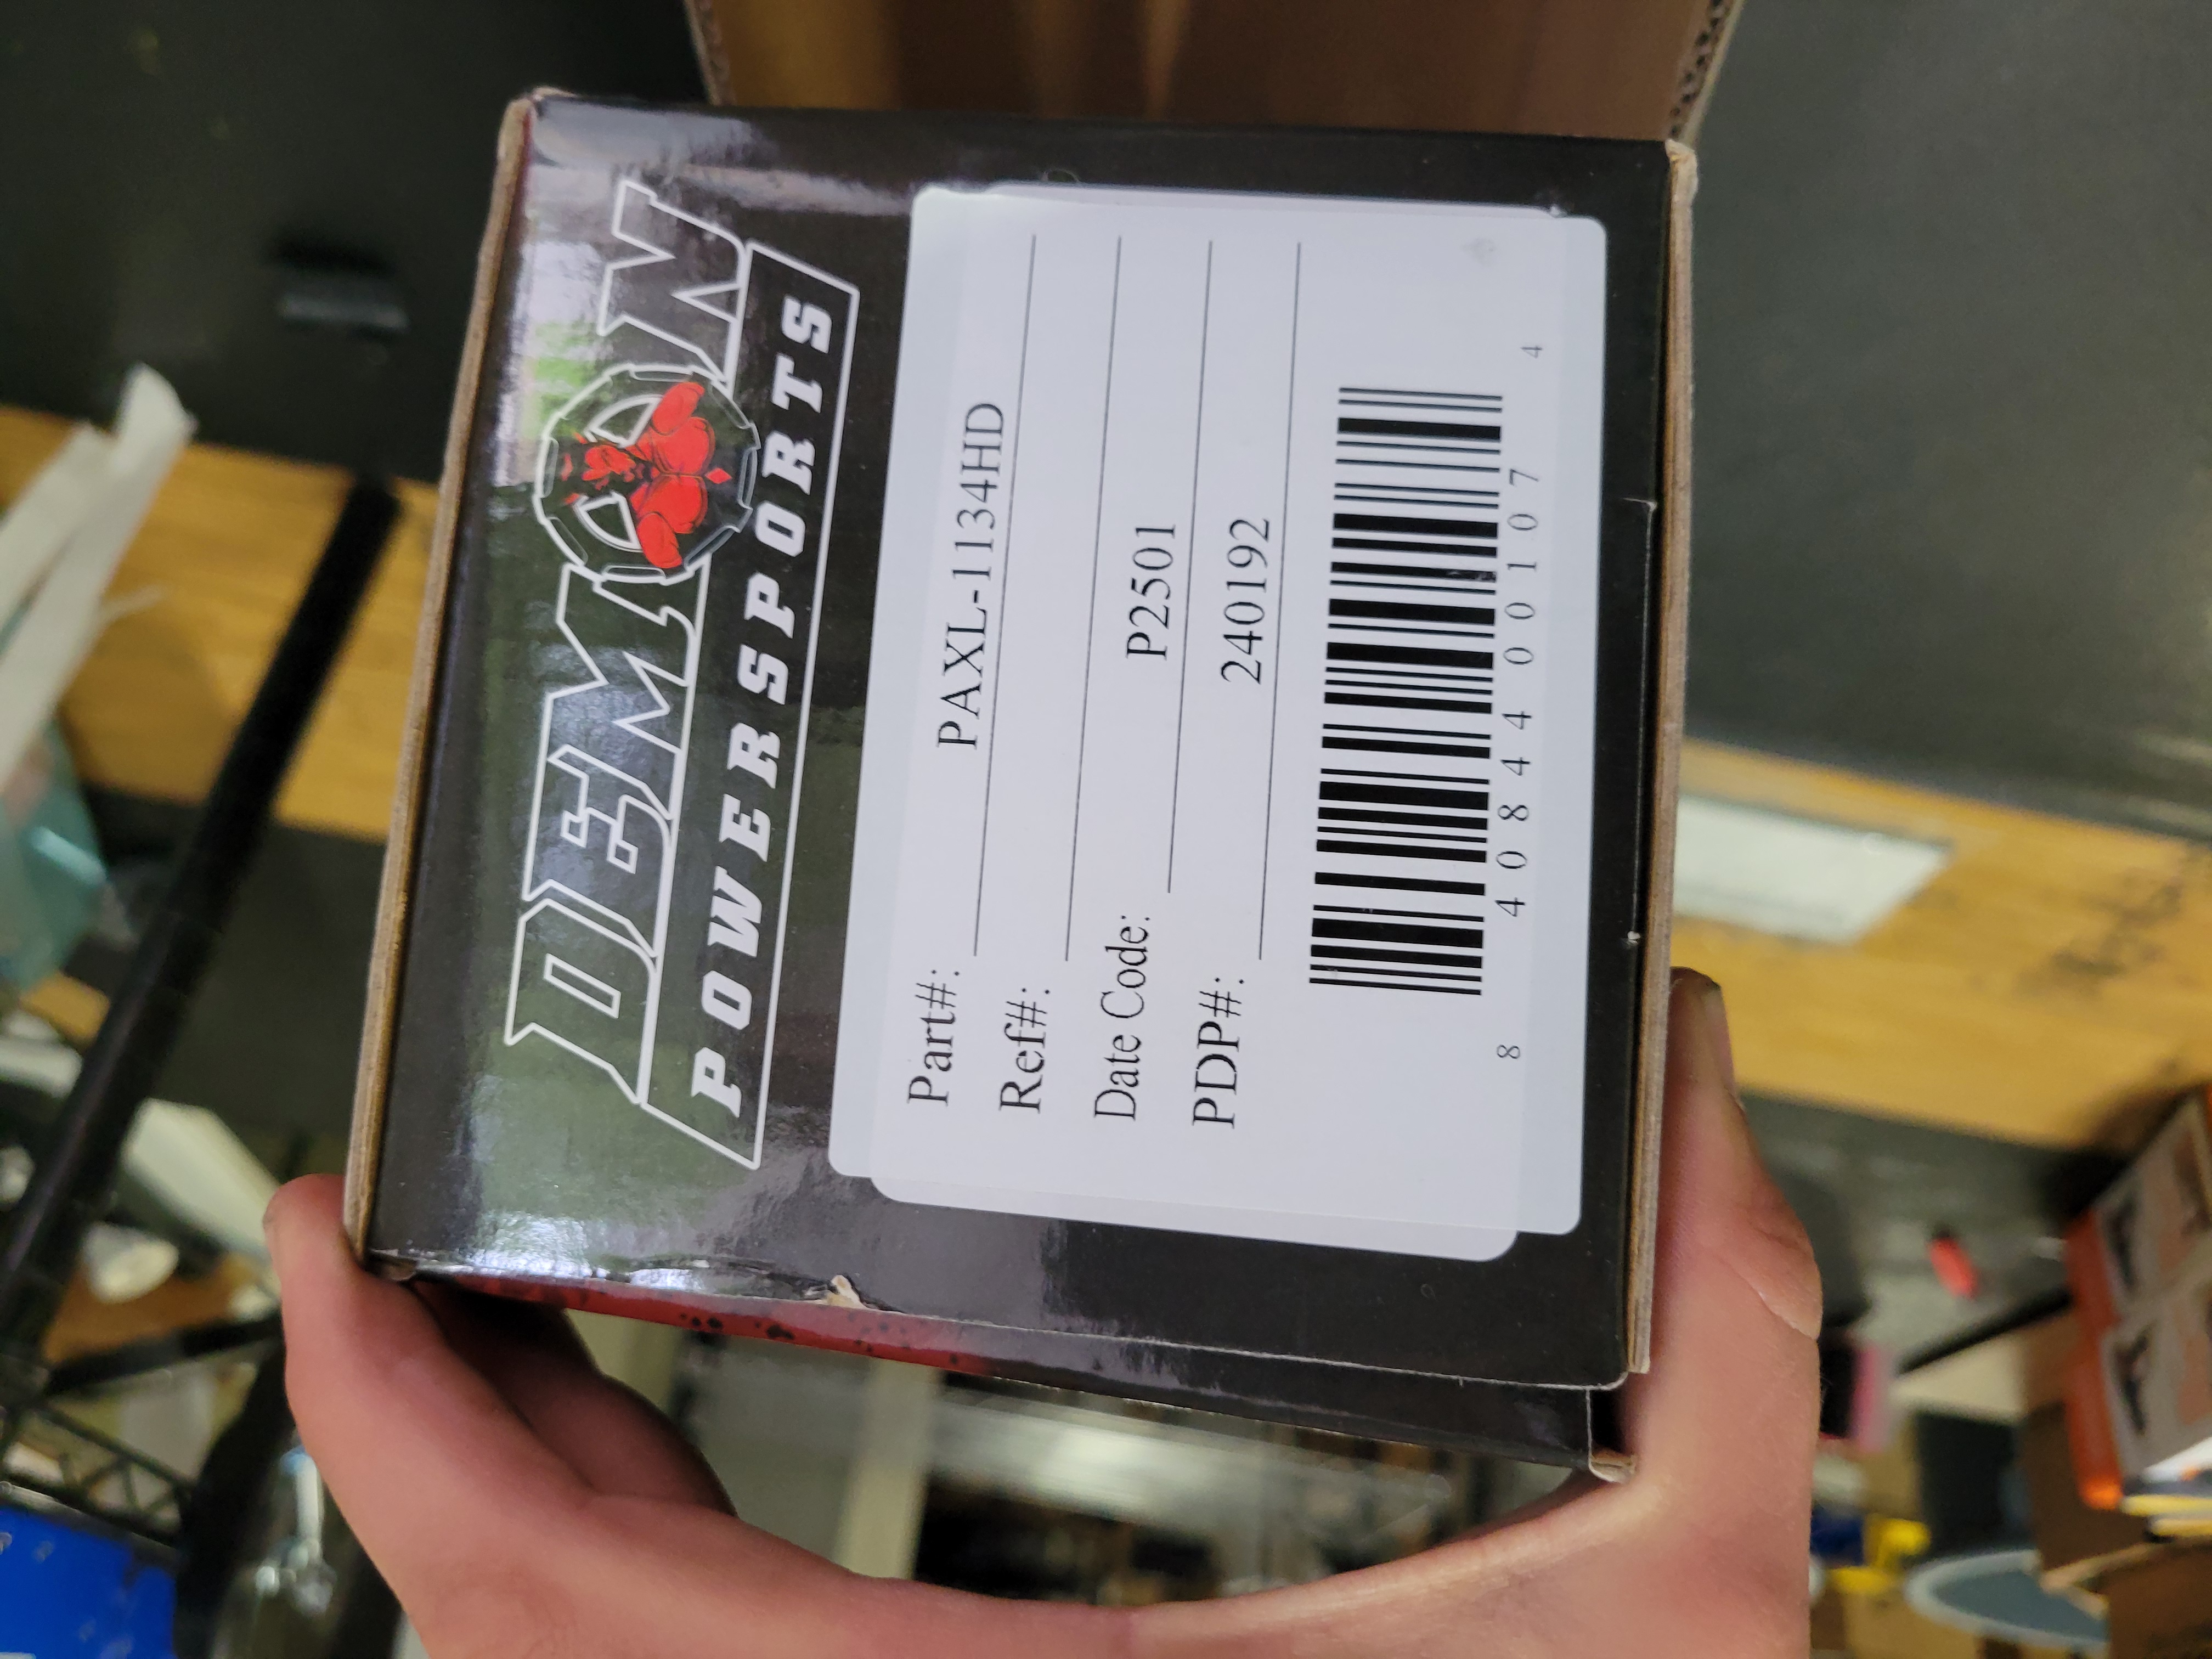 DEMON
POWERSPORTS
Part#: PAXL-1134HD
Ref#:
Date Code: P2501
PDP#: 240192
8 40844 00107 4